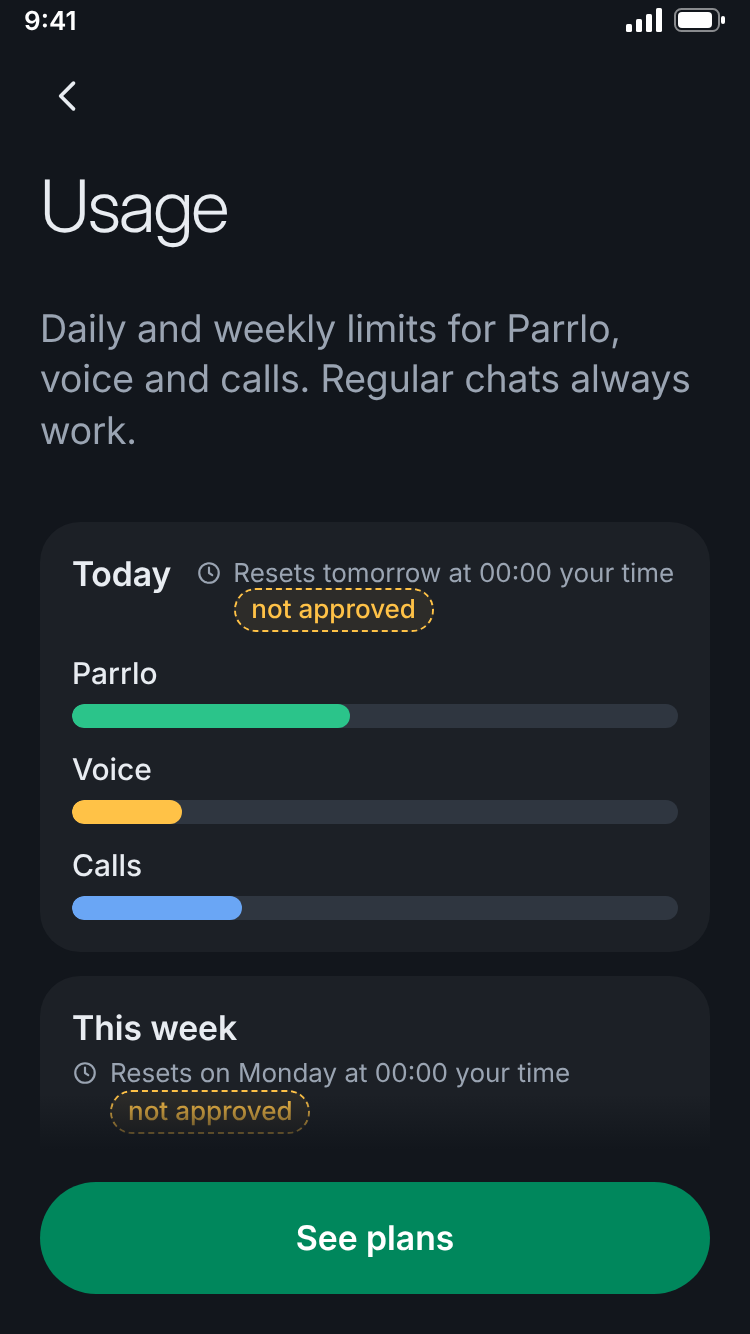 9:41
Usage
Daily and weekly limits for Parrlo,
voice and calls. Regular chats always
work.
Today
Resets tomorrow at 00:00 your time
not approved
Parrlo
Voice
Calls
This week
Resets on Monday at 00:00 your time
not approved
See plans